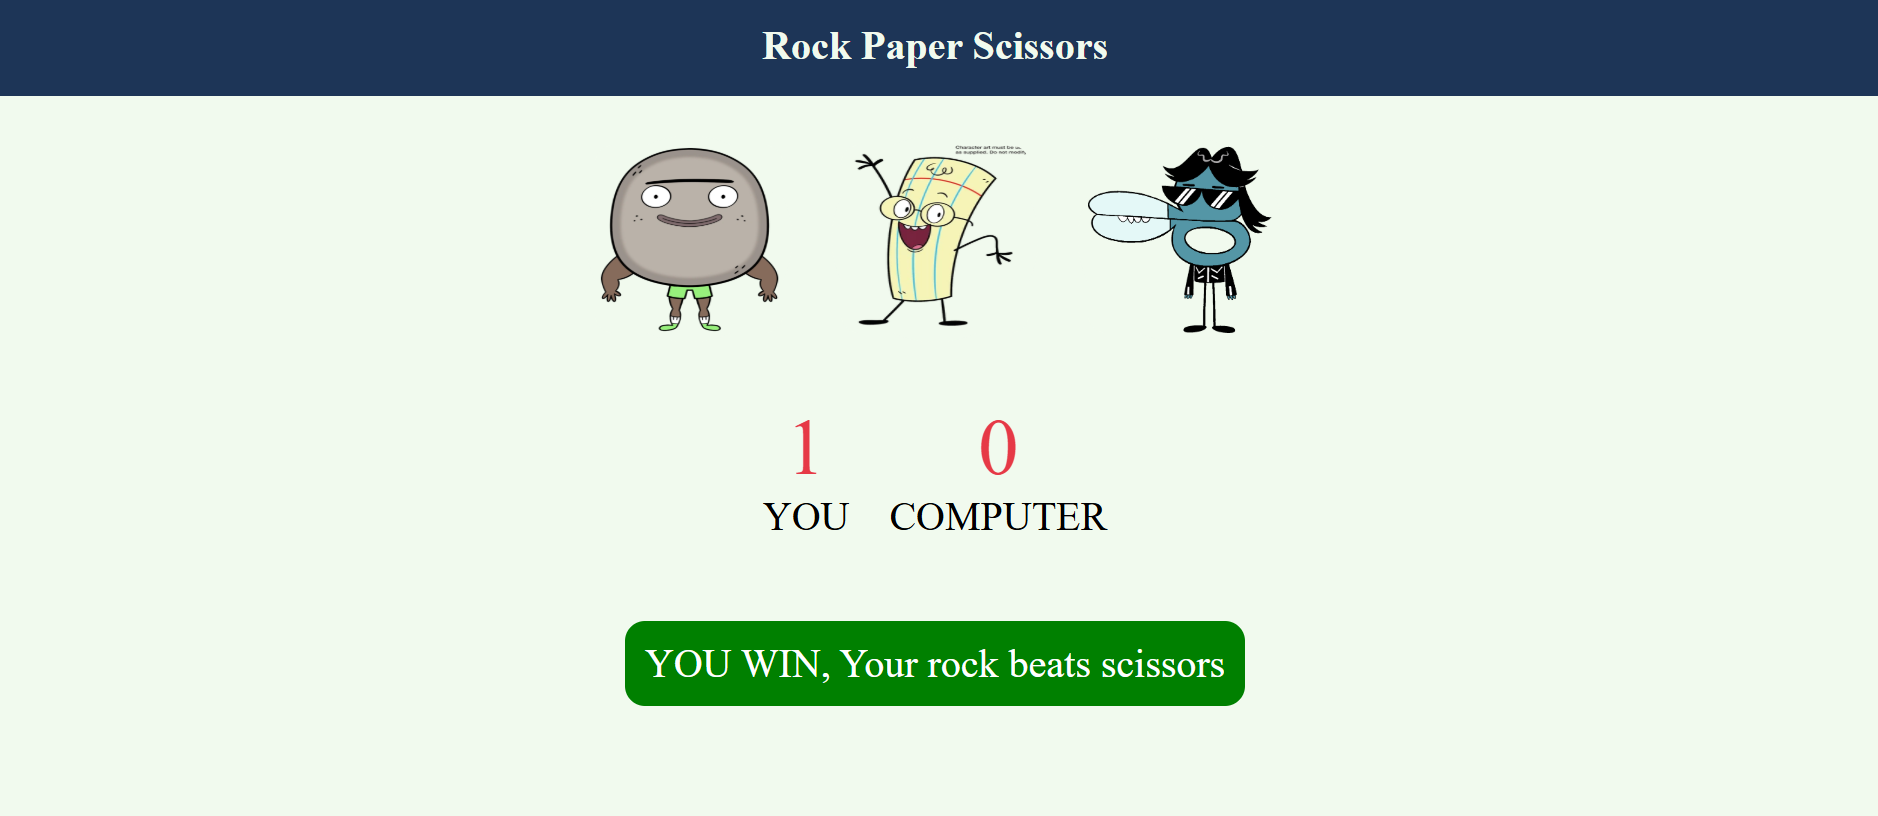 Rock Paper Scissors
Character art must be
as supplied. Do not modify
1 0
YOU COMPUTER
YOU WIN, Your rock beats scissors